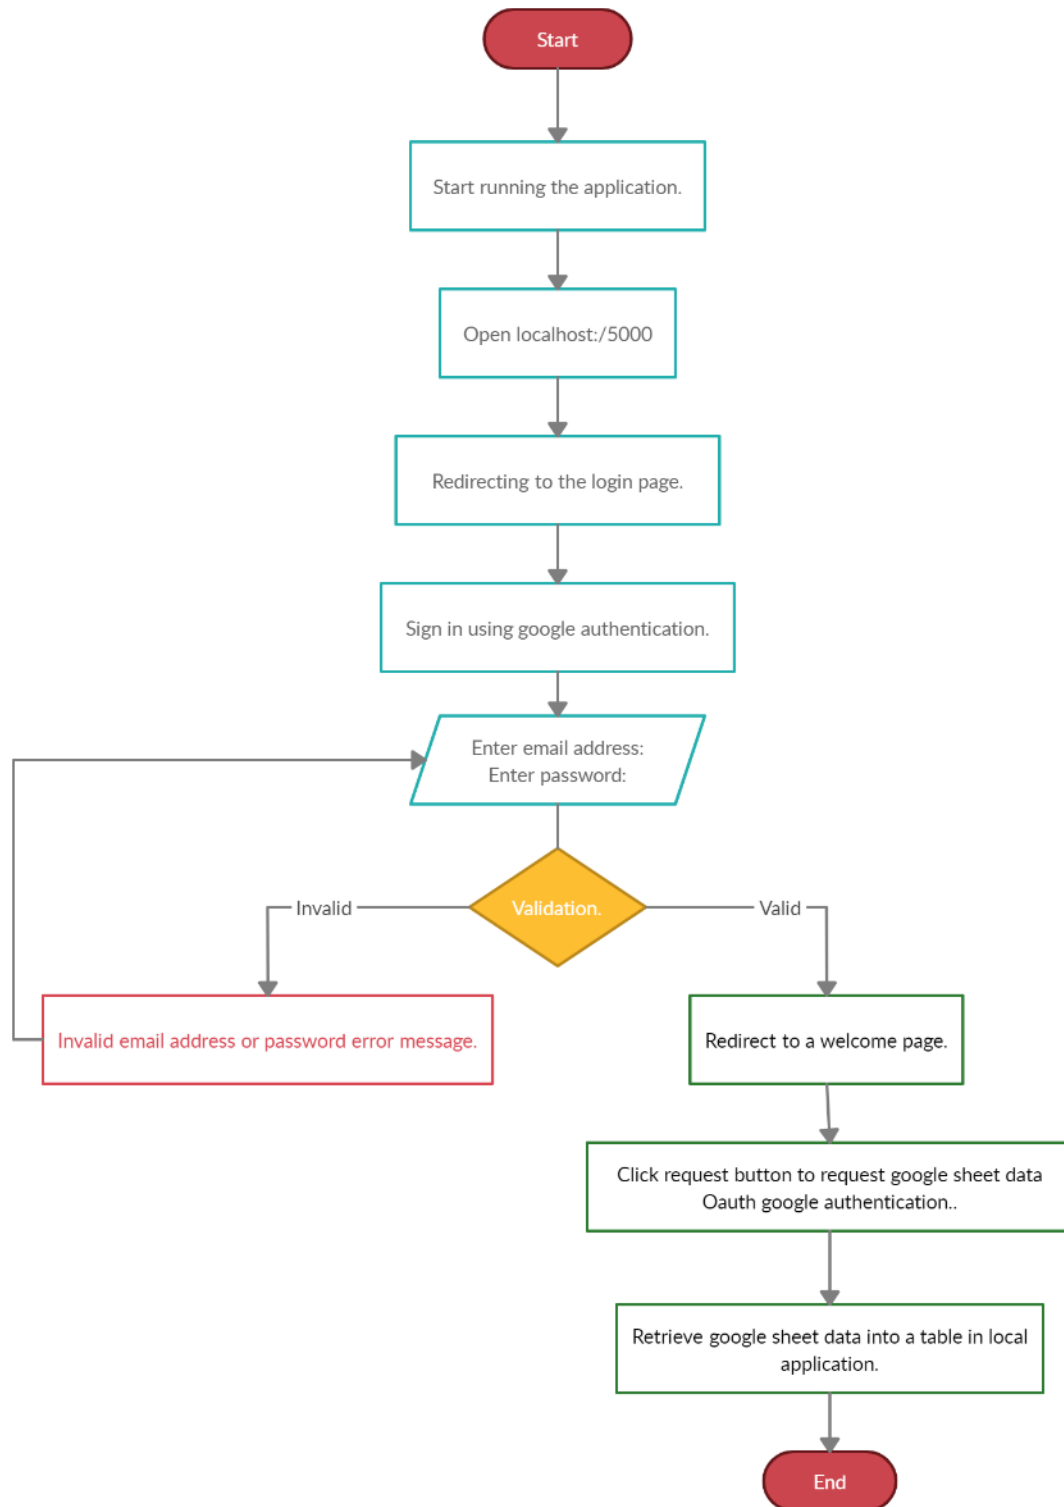 Start
Start running the application.
Open localhost:/5000
Redirecting to the login page.
Sign in using google authentication.
Enter email address:
Enter password:
Validation.
Invalid
Valid
Invalid email address or password error message.
Redirect to a welcome page.
Click request button to request google sheet data
Oauth google authentication..
Retrieve google sheet data into a table in local
application.
End